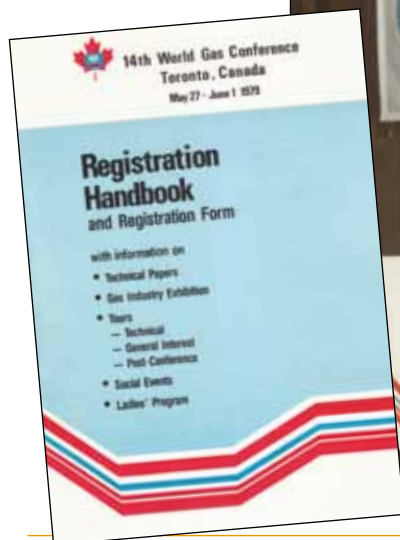 14th World Gas Conference
Toronto, Canada
May 27 - June 1 1979
Registration
Handbook
and Registration Form
with information on
• Technical Papers
• Gas Industry Exhibition
• Tours
— Technical
— General Interest
— Post-Conference
• Social Events
• Ladies' Program